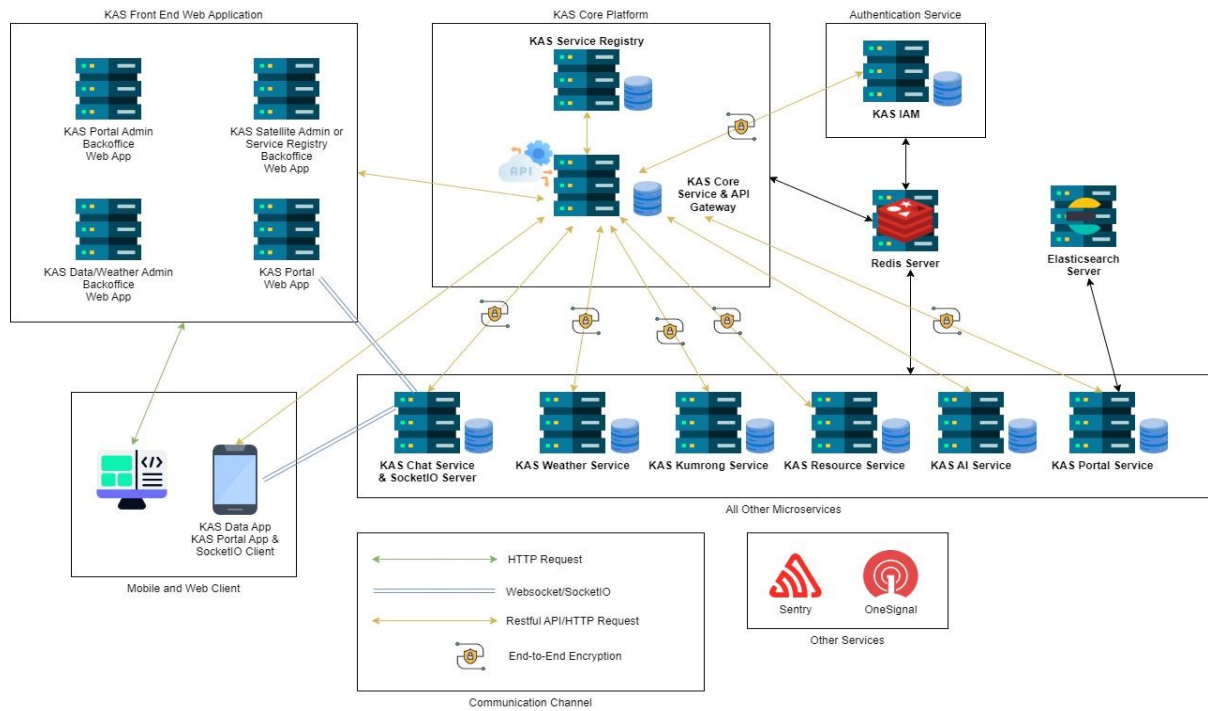 KAS Front End Web Application
KAS Portal Admin
Backoffice
Web App
KAS Satellite Admin or
Service Registry
Backoffice
Web App
KAS Data/Weather Admin
Backoffice
Web App
KAS Portal
Web App
KAS Core Platform
KAS Service Registry
API
KAS Core
Service & API
Gateway
Authentication Service
KAS IAM
Redis Server
Elasticsearch
Server
KAS Data App
KAS Portal App &
SocketIO Client
Mobile and Web Client
KAS Chat Service
& SocketIO Server
KAS Weather Service
KAS Kumrong Service
KAS Resource Service
KAS AI Service
KAS Portal Service
All Other Microservices
HTTP Request
Websocket/SocketIO
Restful API/HTTP Request
End-to-End Encryption
Communication Channel
Sentry
OneSignal
Other Services